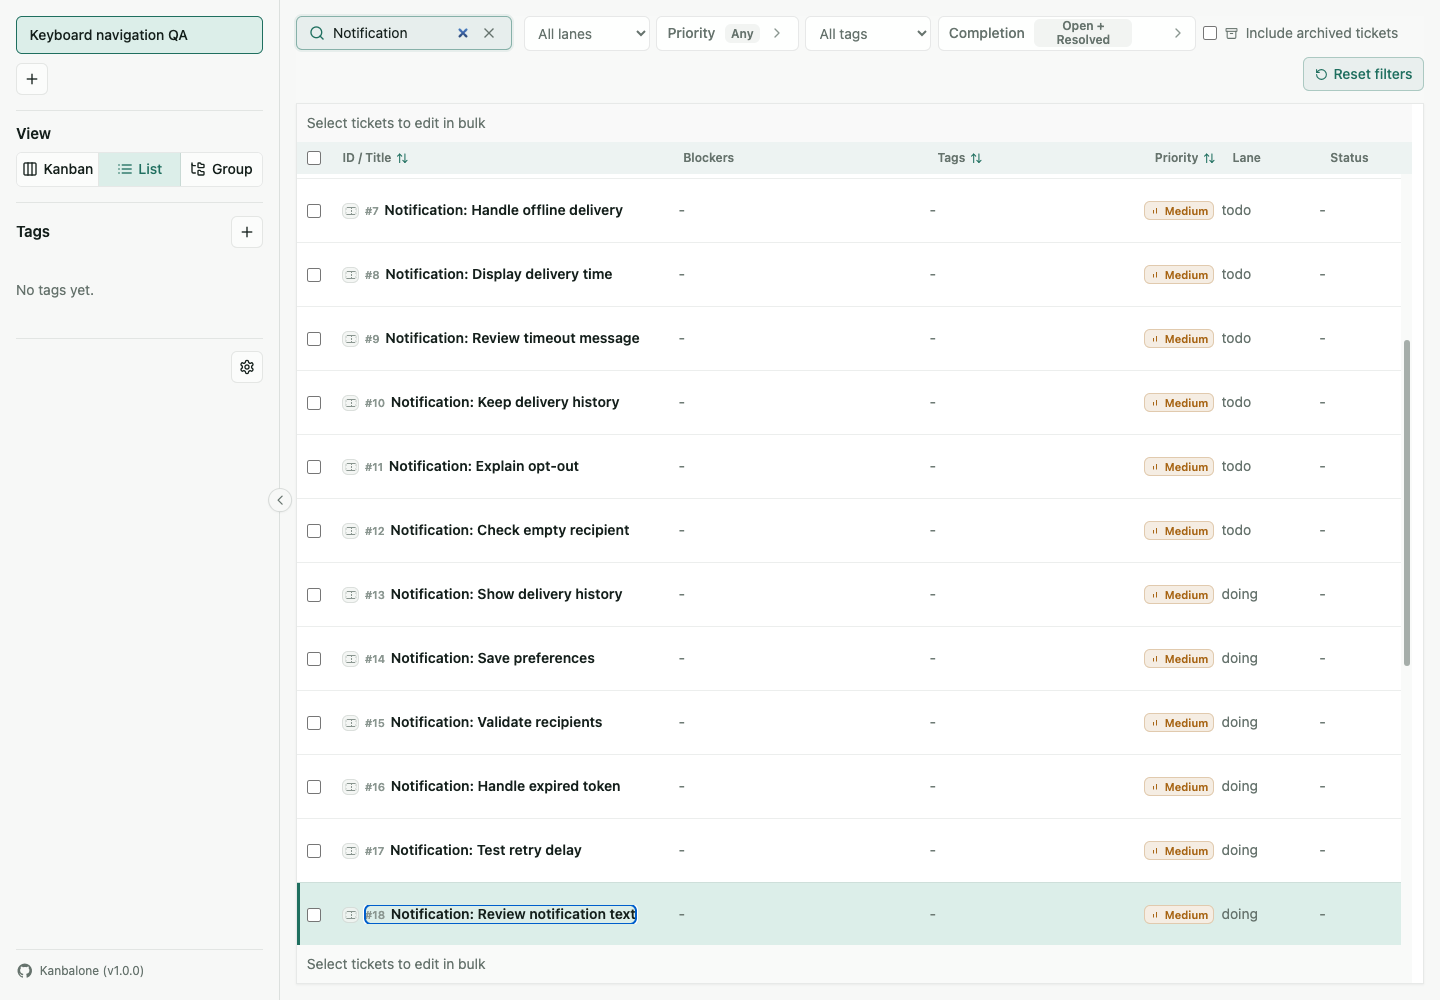 Keyboard navigation QA
View
Kanban
List
Group
Tags
No tags yet.
Kanbalone (v1.0.0)
Notification
All lanes
Priority Any
All tags
Completion Open +
Resolved
Include archived tickets
Reset filters
Select tickets to edit in bulk
ID / Title Blockers Tags Priority Lane Status
#7 Notification: Handle offline delivery - - Medium todo -
#8 Notification: Display delivery time - - Medium todo -
#9 Notification: Review timeout message - - Medium todo -
#10 Notification: Keep delivery history - - Medium todo -
#11 Notification: Explain opt-out - - Medium todo -
#12 Notification: Check empty recipient - - Medium todo -
#13 Notification: Show delivery history - - Medium doing -
#14 Notification: Save preferences - - Medium doing -
#15 Notification: Validate recipients - - Medium doing -
#16 Notification: Handle expired token - - Medium doing -
#17 Notification: Test retry delay - - Medium doing -
#18 Notification: Review notification text - - Medium doing -
Select tickets to edit in bulk